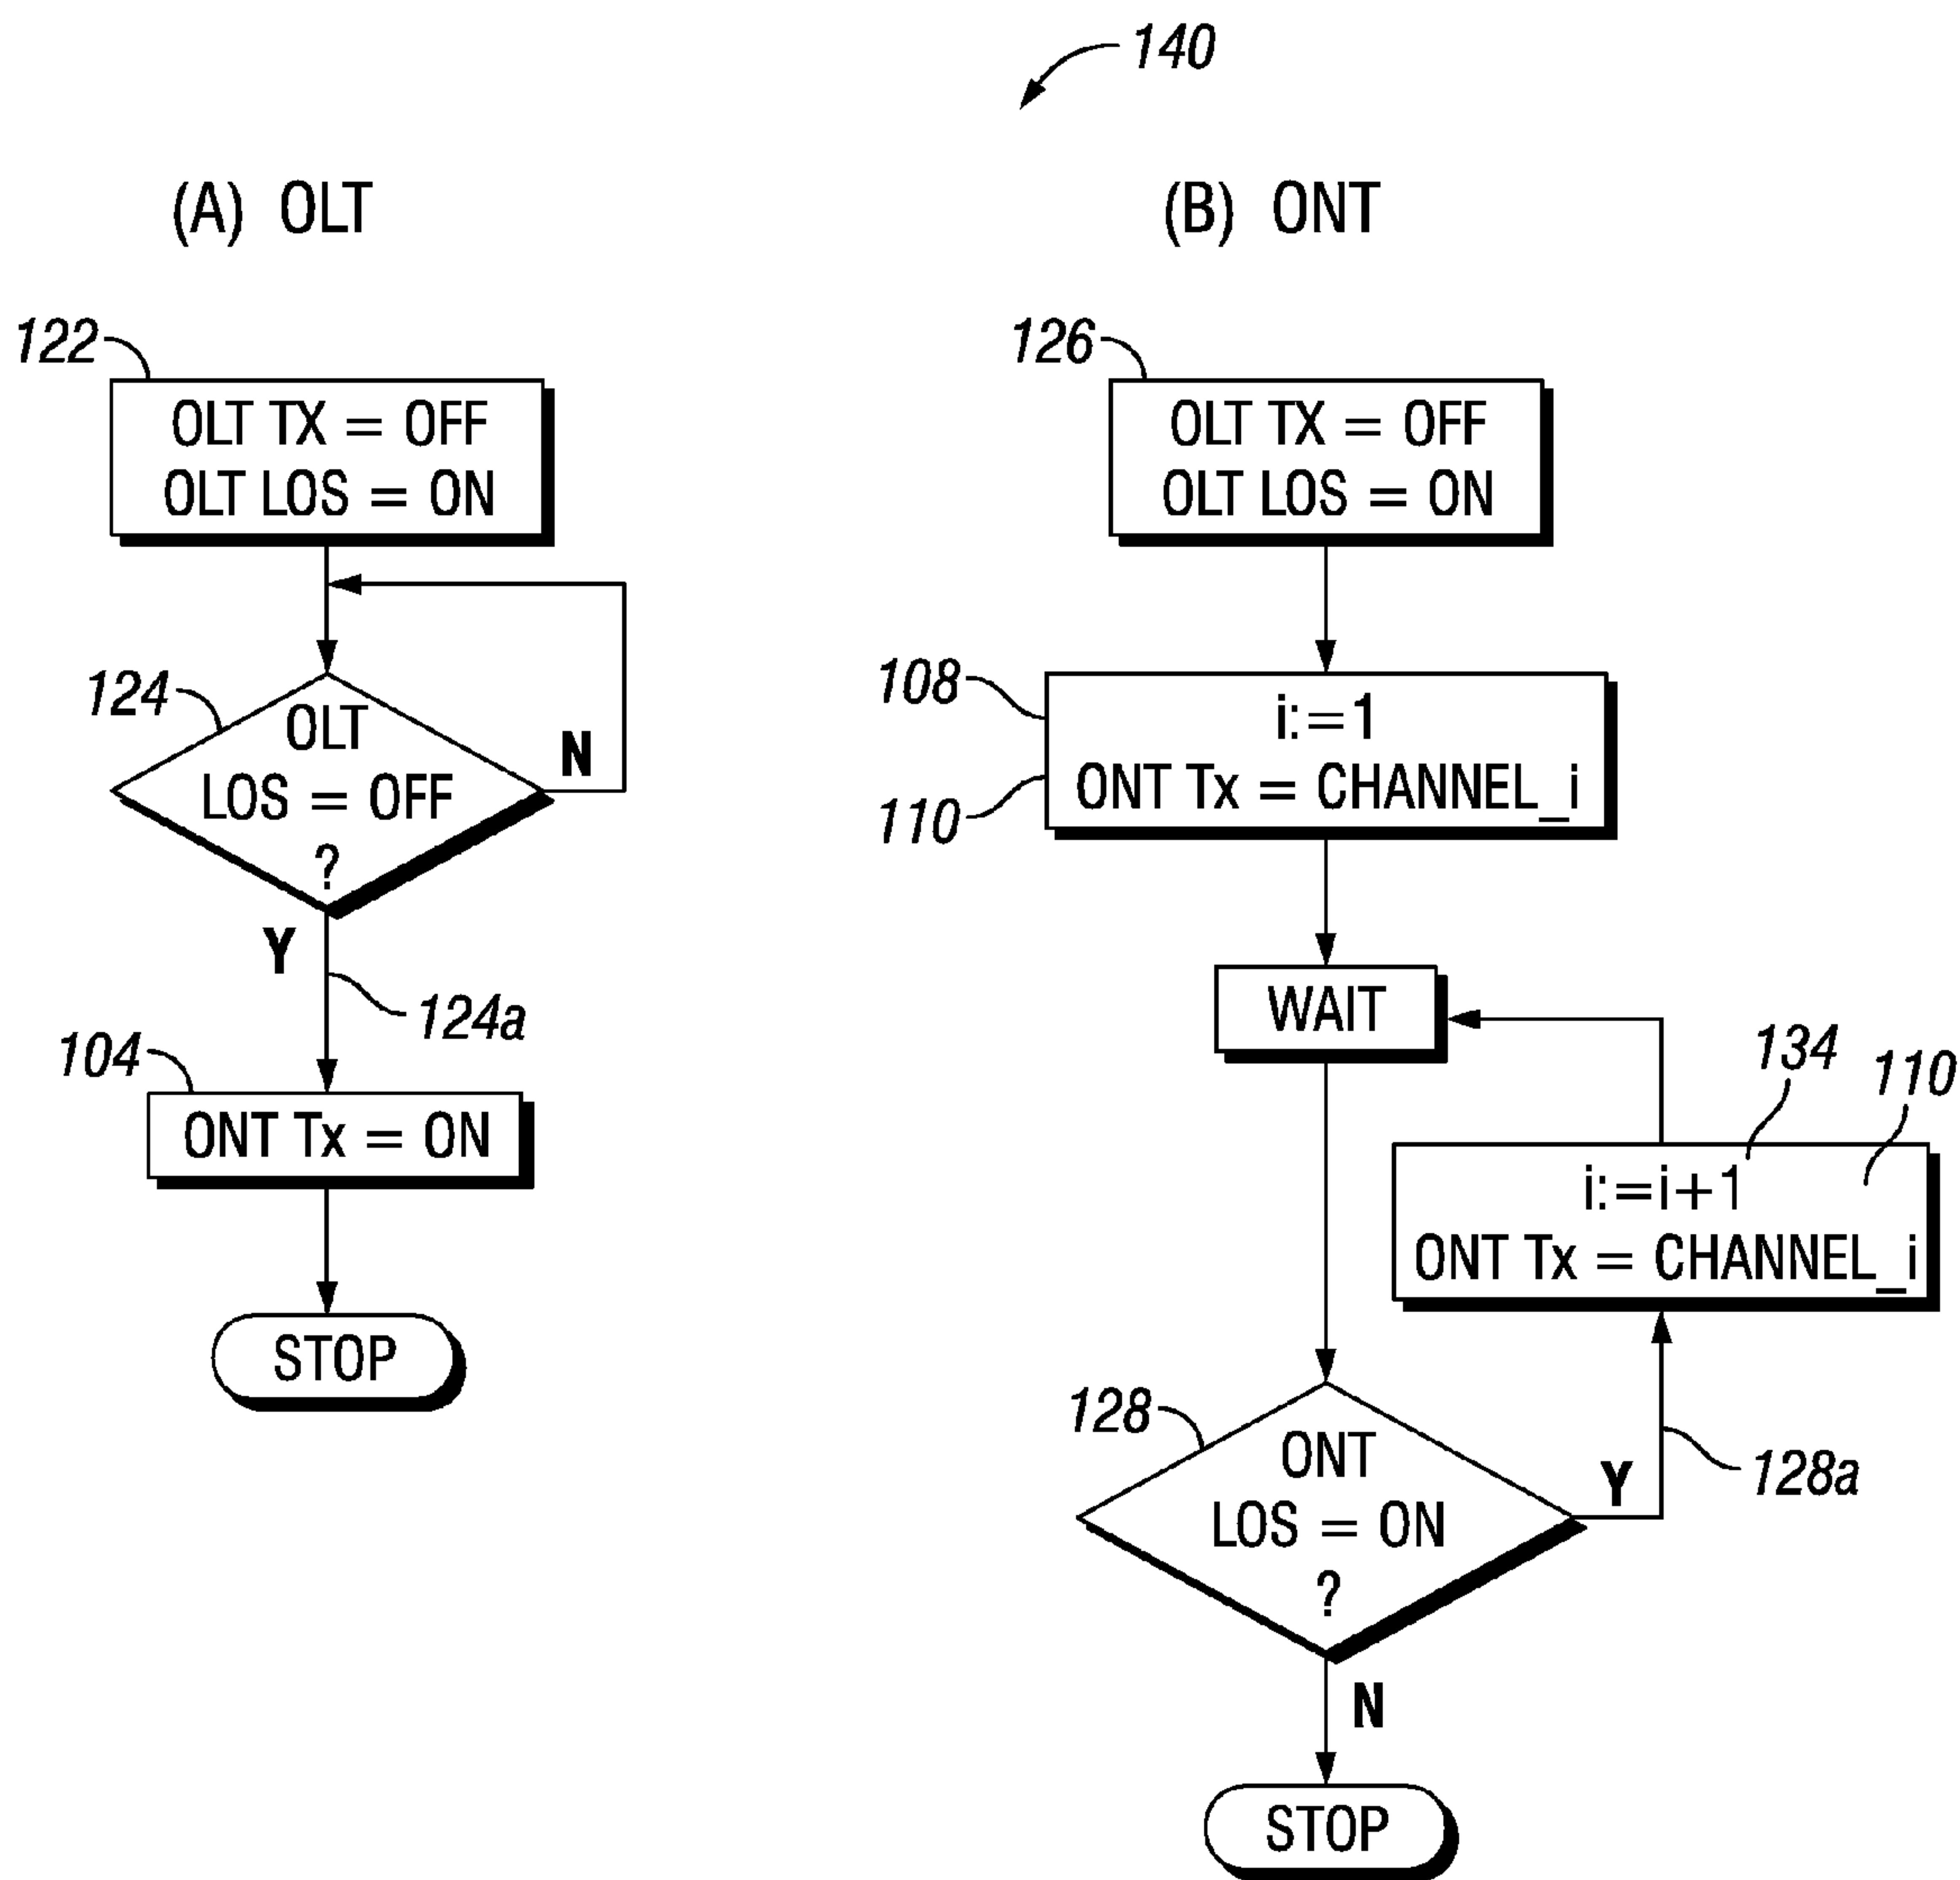 140
(A) OLT
122
OLT TX = OFF
OLT LOS = ON
124
OLT
LOS = OFF
?
N
Y
124a
104
ONT Tx = ON
STOP
(B) ONT
126
OLT TX = OFF
OLT LOS = ON
108
i:=1
110
ONT Tx = CHANNEL_i
WAIT
134
110
i:=i+1
ONT Tx = CHANNEL_i
128
ONT
LOS = ON
?
Y
128a
N
STOP